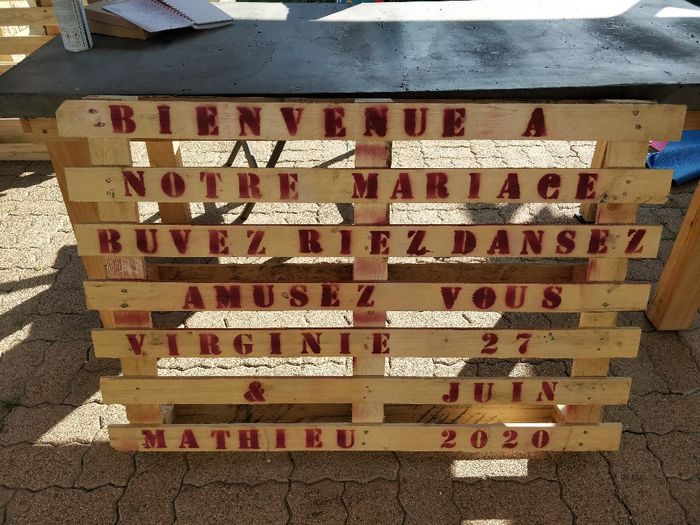 BIENVENUE A
NOTRE MARIAGE
BUVEZ RIEZ DANSEZ
AMUSEZ VOUS
VIRGINIE 27
& JUIN
MATHIEU 2020